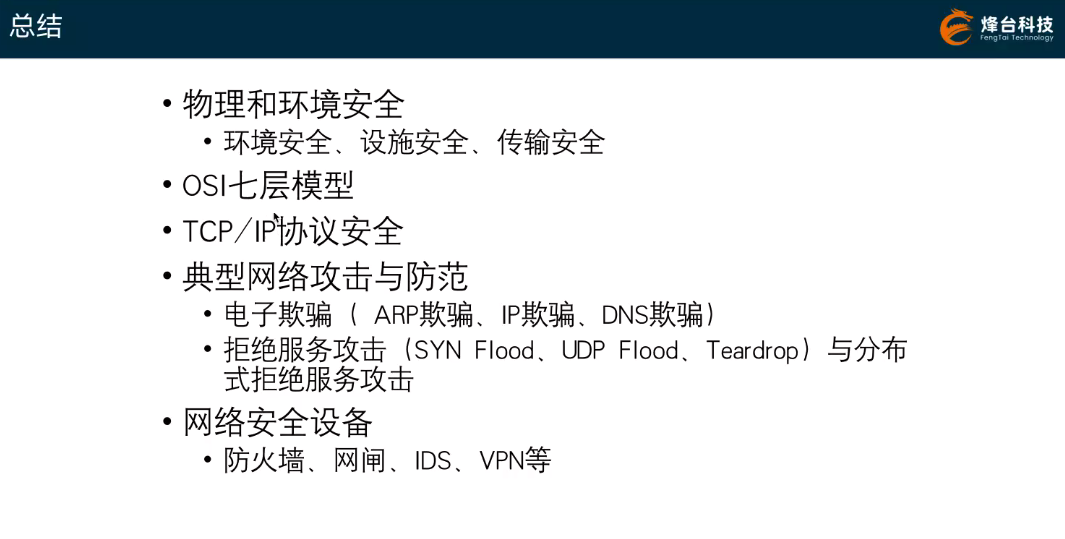 总结
烽台科技
FengTai Technology
• 物理和环境安全
• 环境安全、设施安全、传输安全
• OSI七层模型
• TCP/IP协议安全
• 典型网络攻击与防范
• 电子欺骗（ ARP欺骗、IP欺骗、DNS欺骗）
• 拒绝服务攻击（SYN Flood、UDP Flood、Teardrop）与分布
式拒绝服务攻击
• 网络安全设备
• 防火墙、网闸、IDS、VPN等